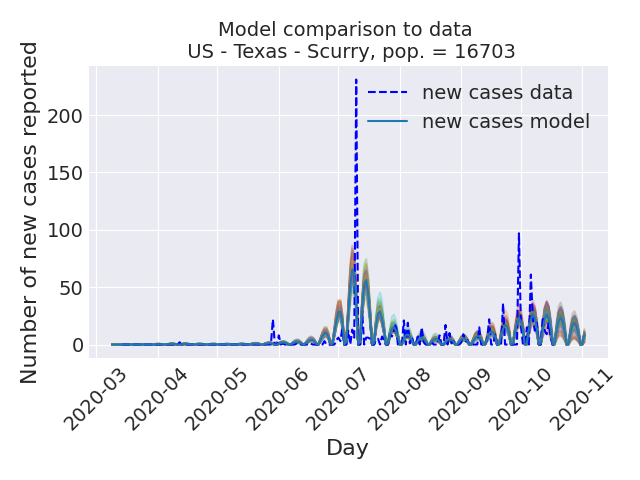 Model comparison to data
US - Texas - Scurry, pop. = 16703
Number of new cases reported
200
150
100
50
0
new cases data
new cases model
2020-03
2020-04
2020-05
2020-06
2020-07
2020-08
2020-09
2020-10
2020-11
Day